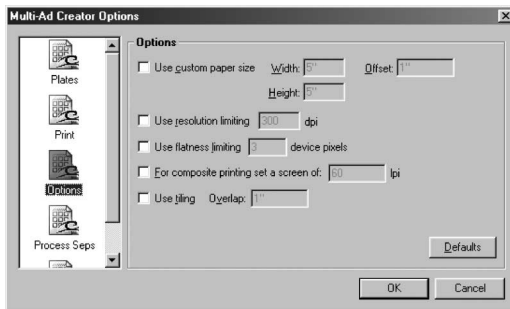 Multi-Ad Creator Options
Plates
Print
Options
Process Seps
Options
Use custom paper size Width: 5" Offset: 1"
Height: 5"
Use resolution limiting 300 dpi
Use flatness limiting 3 device pixels
For composite printing set a screen of: 60 lpi
Use tiling Overlap: 1"
Defaults
OK Cancel